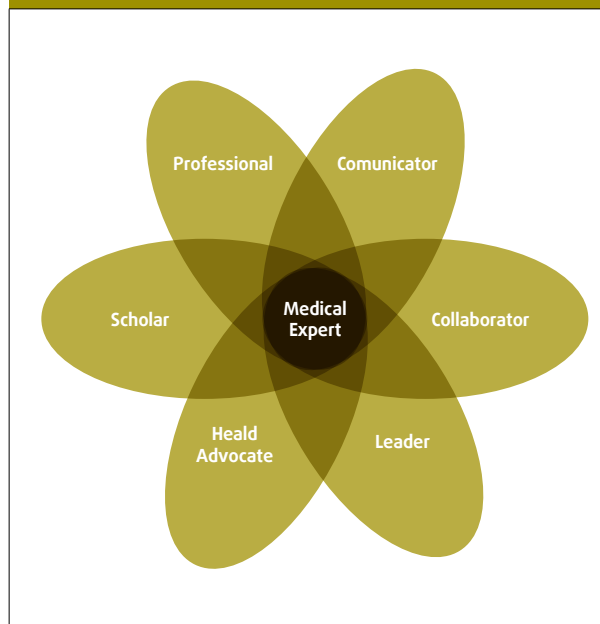 Professional
Comunicator
Scholar
Medical
Expert
Collaborator
Heald
Advocate
Leader